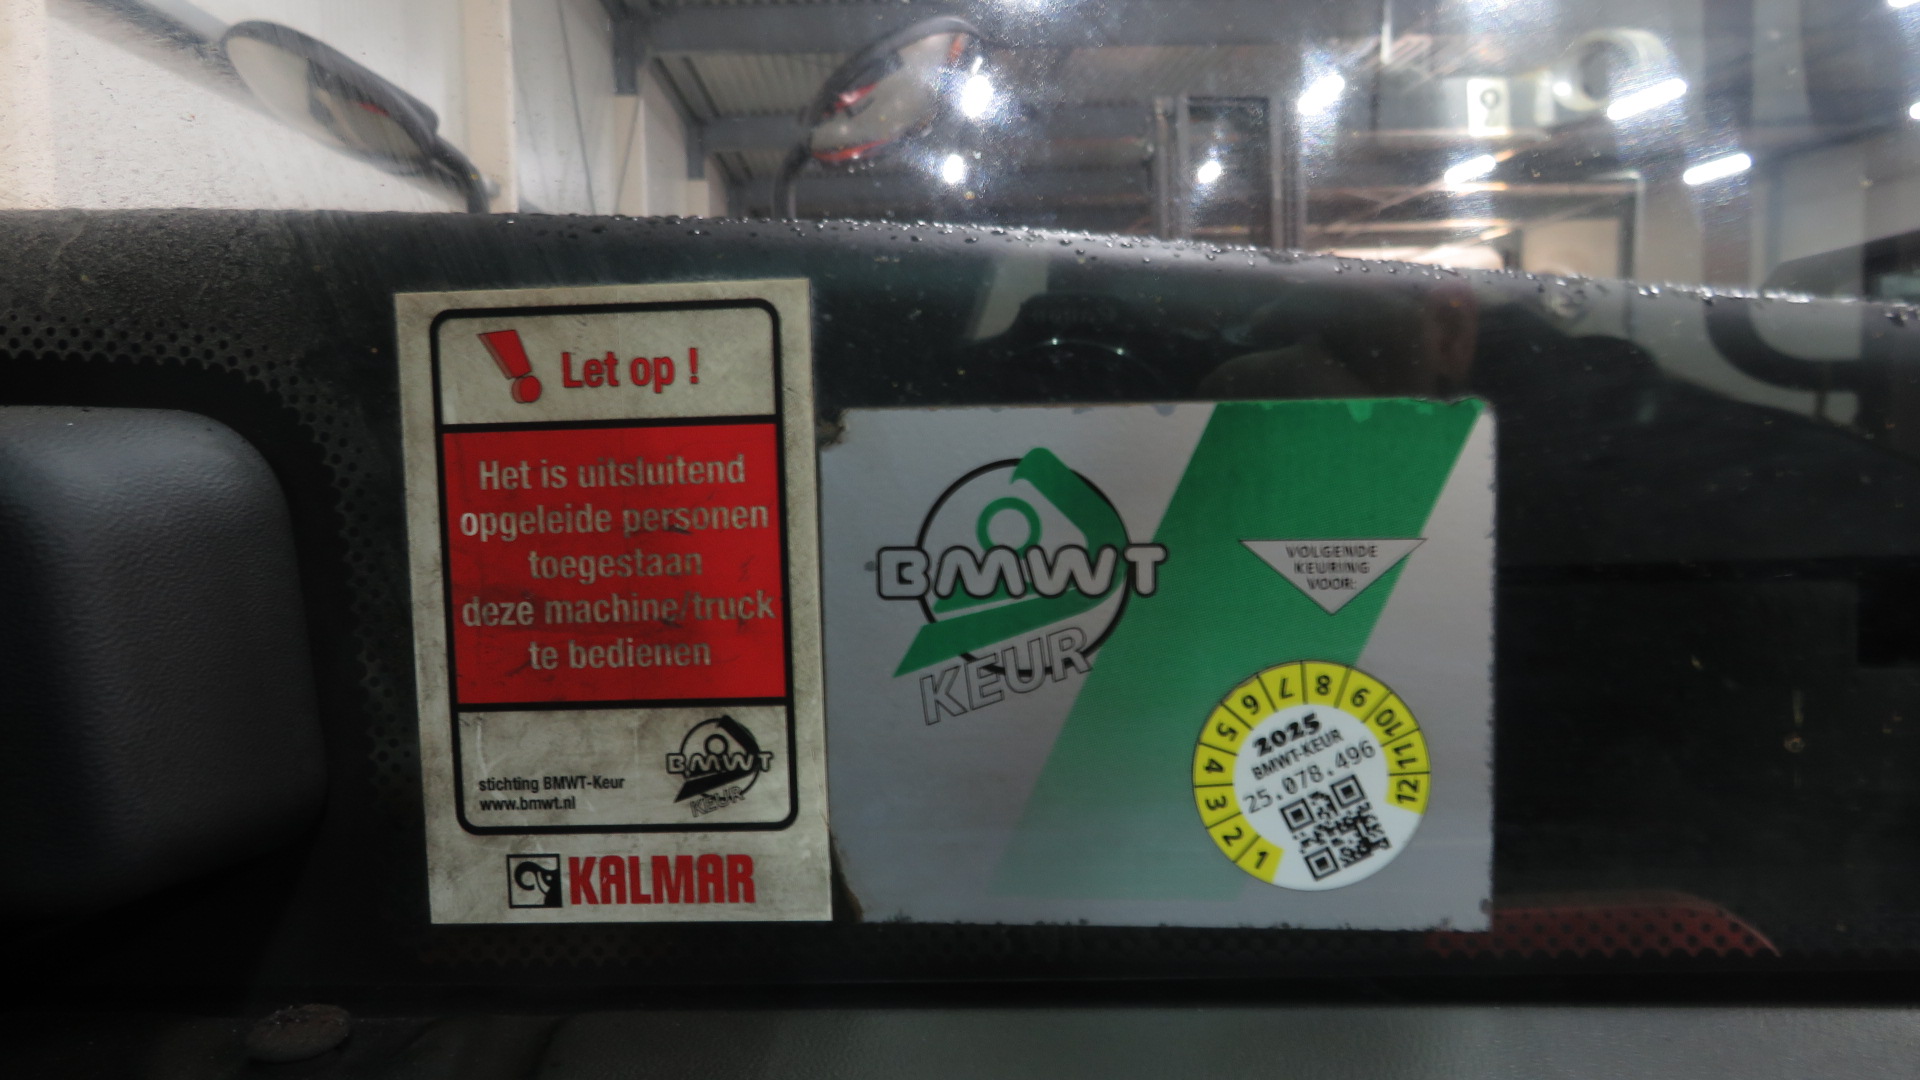 Let op !
Het is uitsluitend
opgeleide personen
toegestaan
deze machine/truck
te bedienen
stichting BMWT-Keur
www.bmwt.nl
BMWT
KEUR
KALMAR
BMWT
KEUR
VOLGENDE
KEURING
VOOR:
1 2 3 4 5 6 7 8 9 10 11 12
2025
BMWT-KEUR
25.078.496